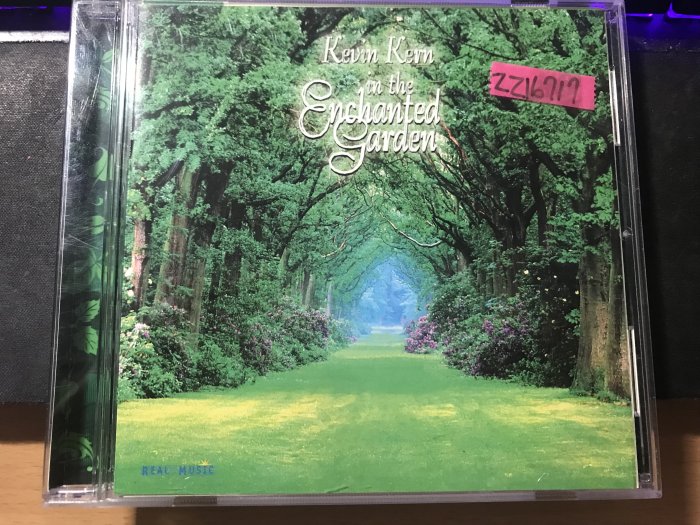 Kevin Kern
in the
Enchanted
Garden
ZZ16717
REAL MUSIC